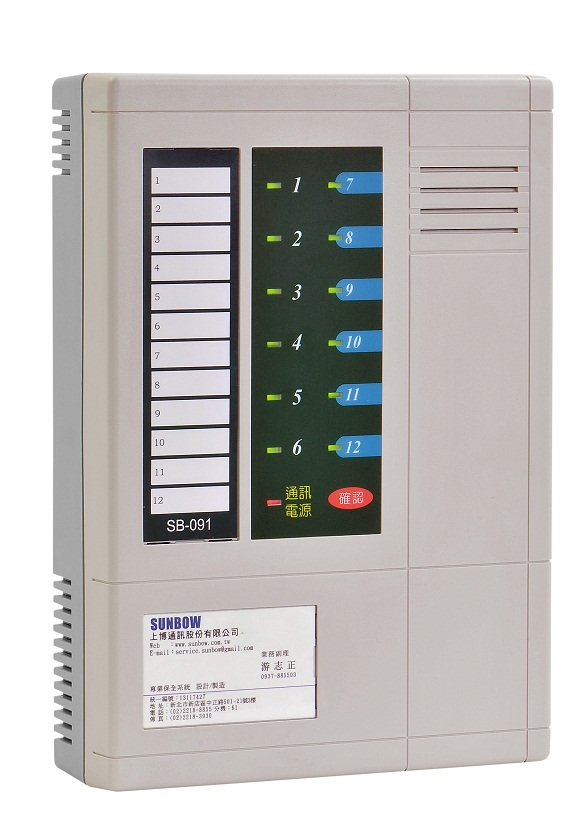 1
2
3
4
5
6
7
8
9
10
11
12
SB-091
1 7
2 8
3 9
4 10
5 11
6 12
通訊
電源
確認
SUNBOW
上博通訊股份有限公司
Web :www.sunbow.com.tw
E-mail:service.sunbow@gmail.com
業務副理
游志正
0937-885503
專業保全系統 設計/製造
統一編號:13117427
地 址:新北市新店區中正路501-21號3樓
電 話:(02)2218-8855 分機:81
傳 真:(02)2218-3930